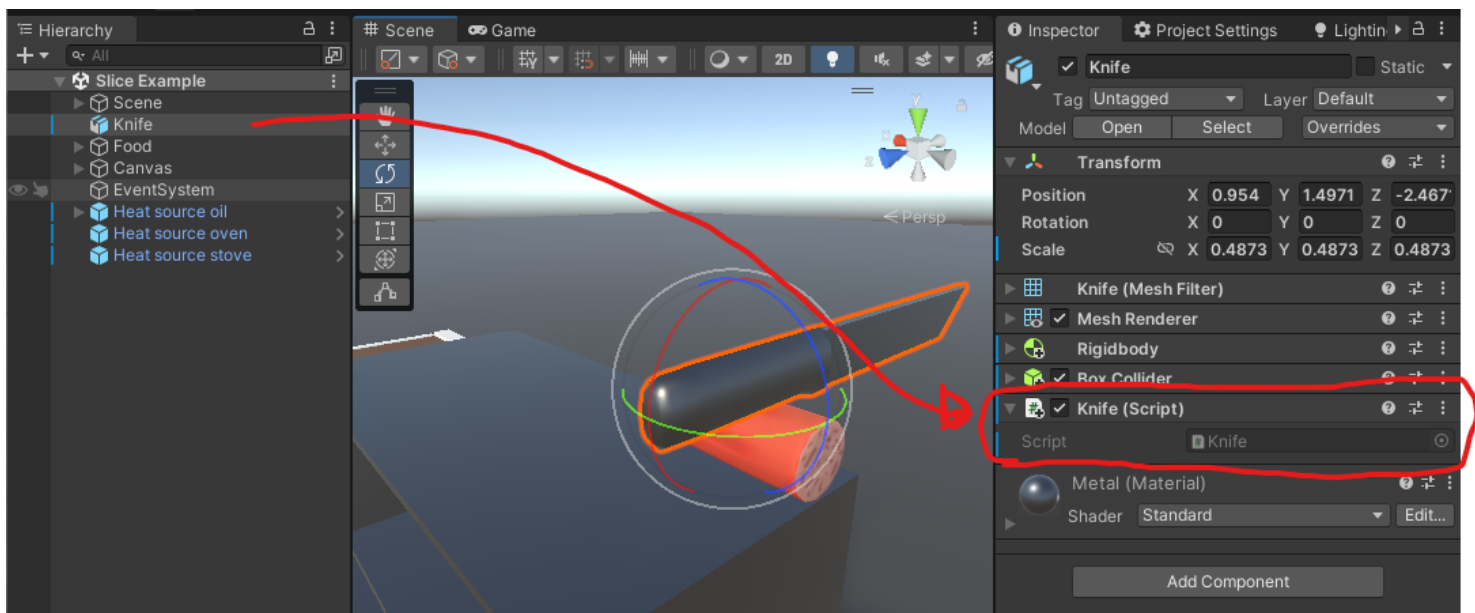 Hierarchy
All
Slice Example
Scene
Knife
Food
Canvas
EventSystem
Heat source oil
Heat source oven
Heat source stove
# Scene
Game
2D
Y
X
Z
Persp
Inspector
Project Settings
Lightin
Knife
Static
Tag Untagged
Layer Default
Model Open Select Overrides
Transform
Position X 0.954 Y 1.4971 Z -2.467
Rotation X 0 Y 0 Z 0
Scale X 0.4873 Y 0.4873 Z 0.4873
Knife (Mesh Filter)
Mesh Renderer
Rigidbody
Box Collider
# Knife (Script)
Script Knife
Metal (Material)
Shader Standard Edit...
Add Component